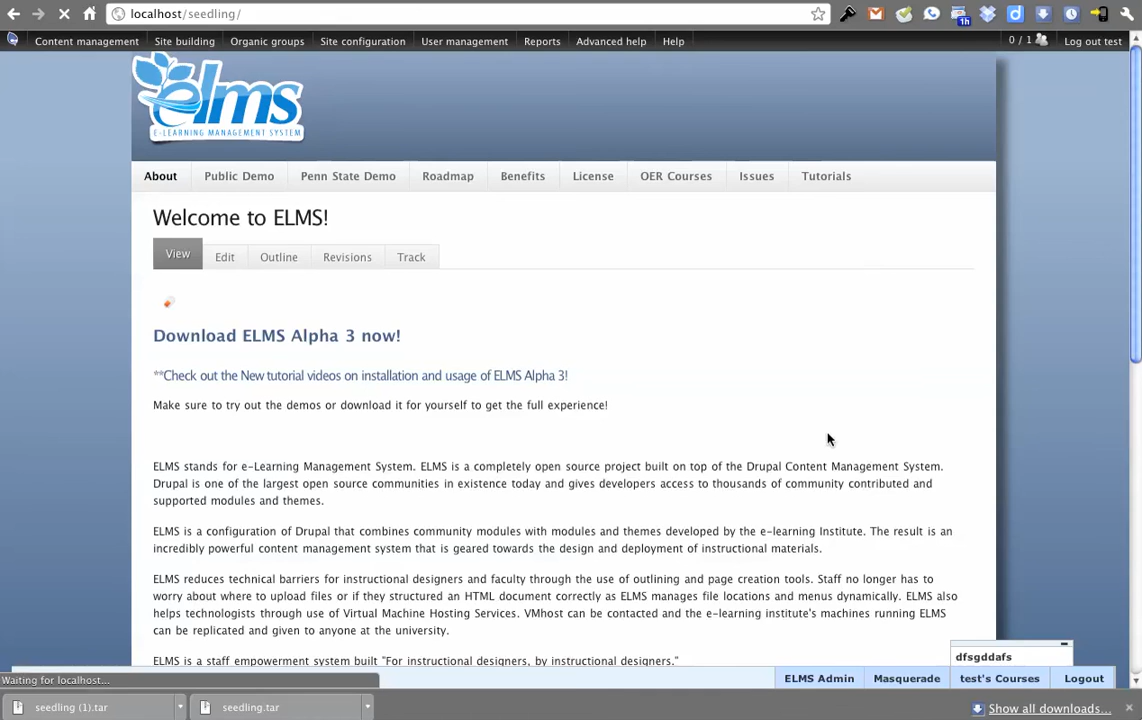 localhost/seedling/
1h
Content management Site building Organic groups Site configuration User management Reports Advanced help Help 0 / 1 Log out test
elms
E-LEARNING MANAGEMENT SYSTEM
About Public Demo Penn State Demo Roadmap Benefits License OER Courses Issues Tutorials
Welcome to ELMS!
View Edit Outline Revisions Track
Download ELMS Alpha 3 now!
**Check out the New tutorial videos on installation and usage of ELMS Alpha 3!
Make sure to try out the demos or download it for yourself to get the full experience!
ELMS stands for e-Learning Management System. ELMS is a completely open source project built on top of the Drupal Content Management System.
Drupal is one of the largest open source communities in existence today and gives developers access to thousands of community contributed and
supported modules and themes.
ELMS is a configuration of Drupal that combines community modules with modules and themes developed by the e-learning Institute. The result is an
incredibly powerful content management system that is geared towards the design and deployment of instructional materials.
ELMS reduces technical barriers for instructional designers and faculty through the use of outlining and page creation tools. Staff no longer has to
worry about where to upload files or if they structured an HTML document correctly as ELMS manages file locations and menus dynamically. ELMS also
helps technologists through use of Virtual Machine Hosting Services. VMhost can be contacted and the e-learning institute's machines running ELMS
can be replicated and given to anyone at the university.
ELMS is a staff empowerment system built "For instructional designers, by instructional designers."
dfsgddafs
ELMS Admin Masquerade test's Courses Logout
Waiting for localhost...
seedling (1).tar seedling.tar Show all downloads...